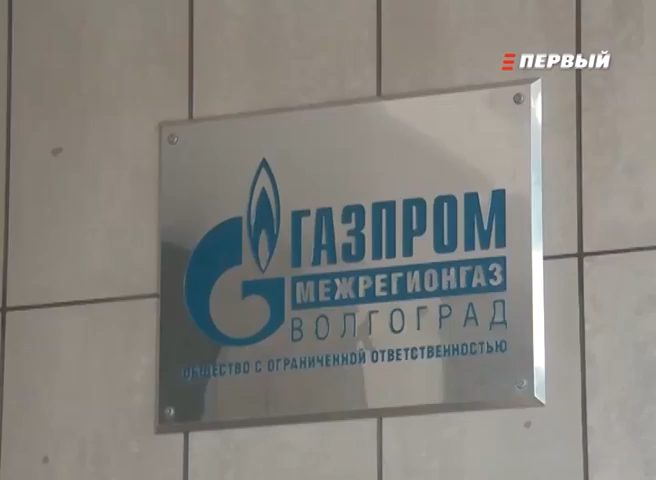 ПЕРВЫЙ
ГАЗПРОМ
МЕЖРЕГИОНГАЗ
ВОЛГОГРАД
ОБЩЕСТВО С ОГРАНИЧЕННОЙ ОТВЕТСТВЕННОСТЬЮ